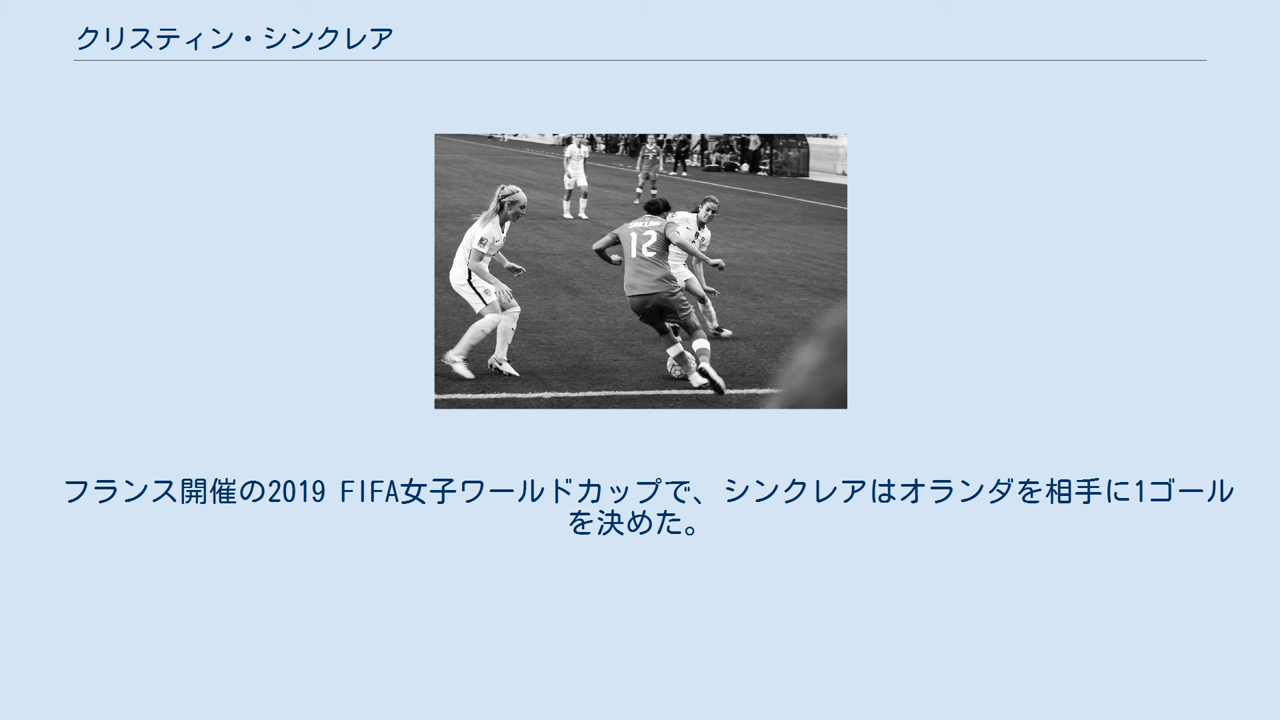 クリスティン・シンクレア
12
フランス開催の2019 FIFA女子ワールドカップで、シンクレアはオランダを相手に1ゴール
を決めた。